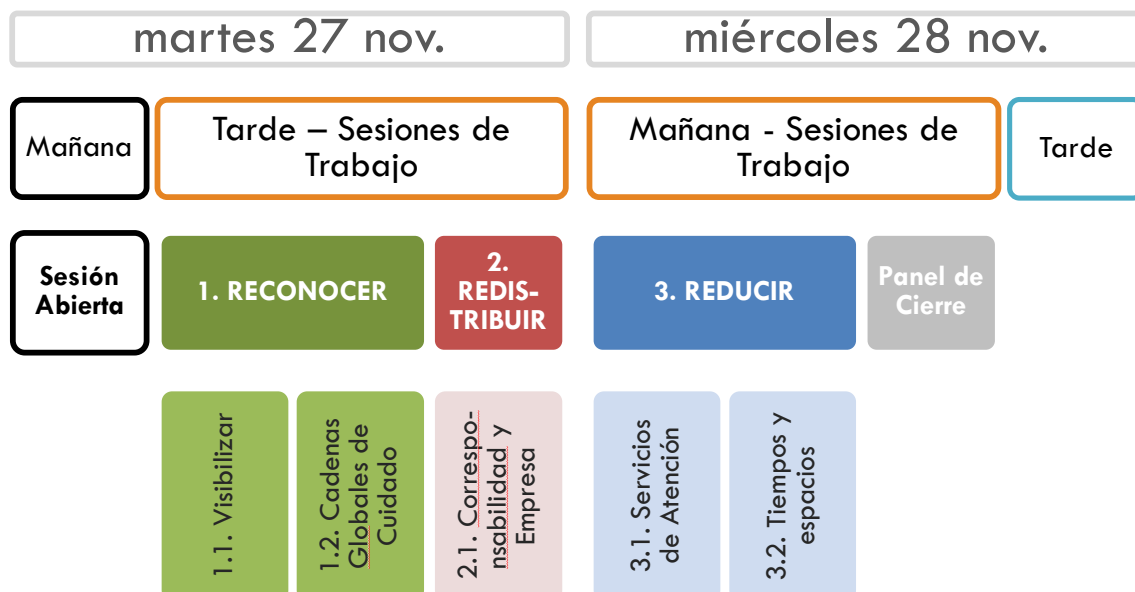 martes 27 nov.
miércoles 28 nov.
Mañana
Tarde – Sesiones de
Trabajo
Mañana - Sesiones de
Trabajo
Tarde
Sesión
Abierta
1. RECONOCER
2.
REDIS-
TRIBUIR
3. REDUCIR
Panel de
Cierre
1.1. Visibilizar
1.2. Cadenas
Globales de
Cuidado
2.1. Correspo-
nsabilidad y
Empresa
3.1. Servicios
de Atención
3.2. Tiempos y
espacios